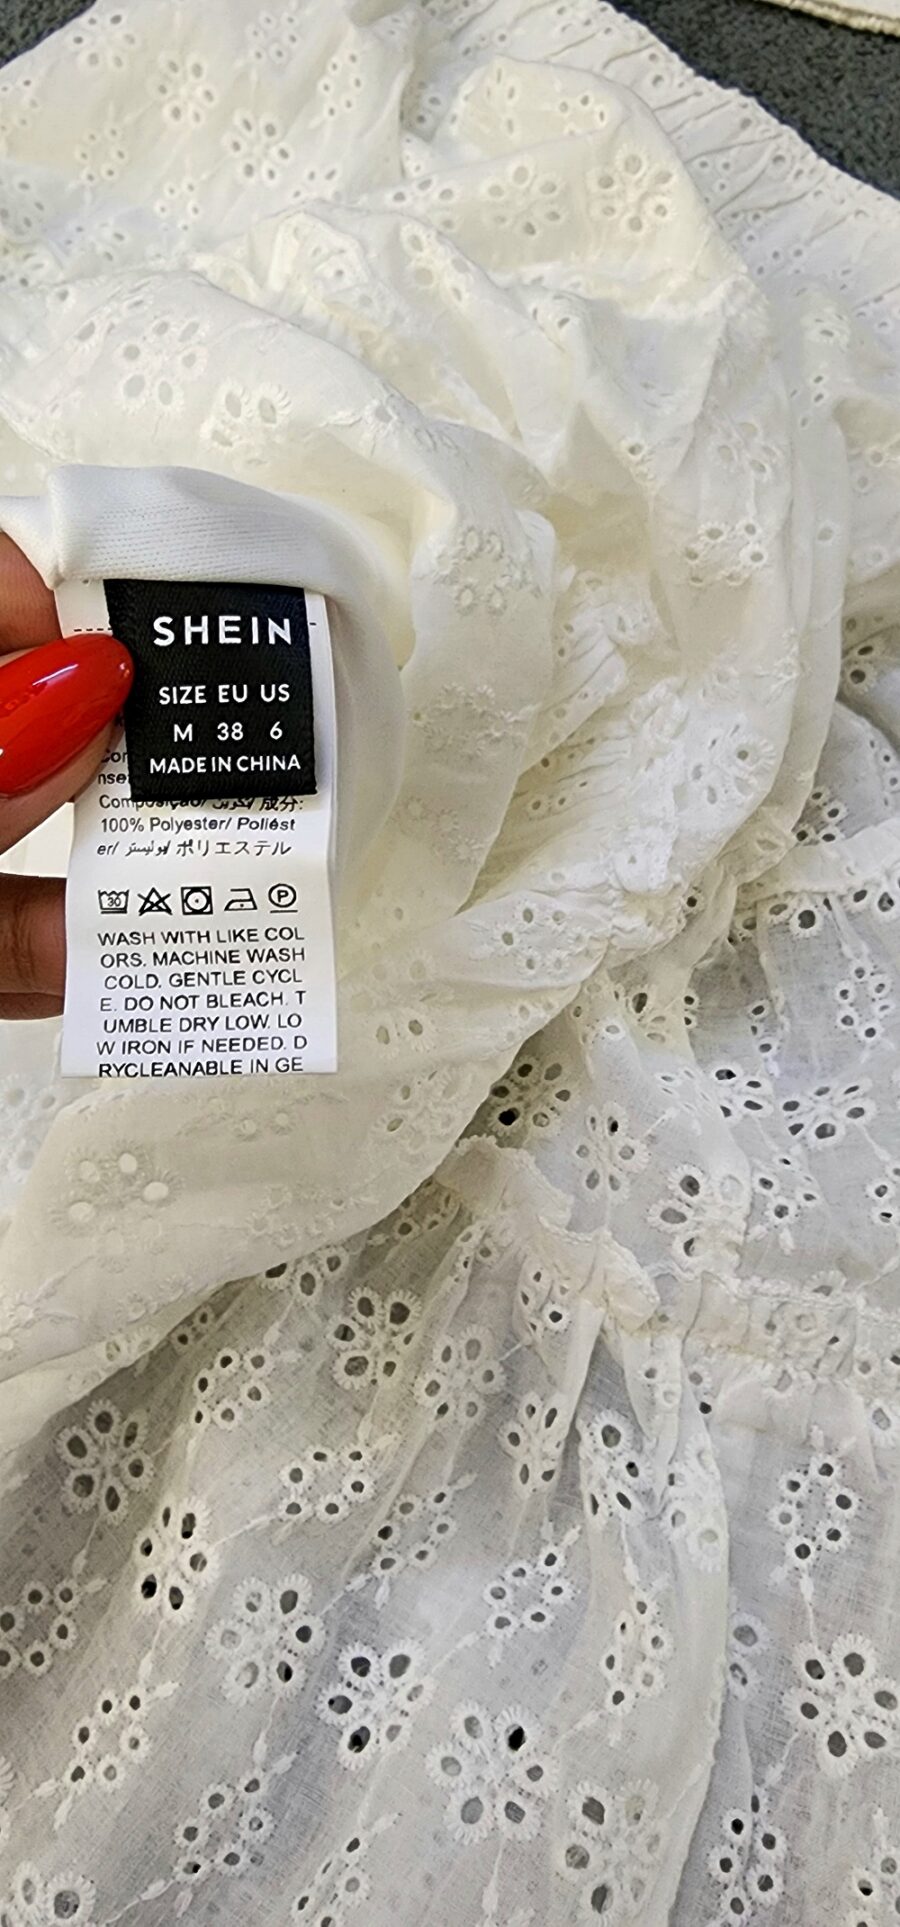 SHEIN
SIZE EU US
M 38 6
MADE IN CHINA
Composição/ تكوين/ 成分:
100% Polyester/ Poliést
er/ بوليستر/ ポリエステル
30
P
WASH WITH LIKE COL
ORS. MACHINE WASH
COLD. GENTLE CYCL
E. DO NOT BLEACH. T
UMBLE DRY LOW. LO
W IRON IF NEEDED. D
RYCLEANABLE IN GE